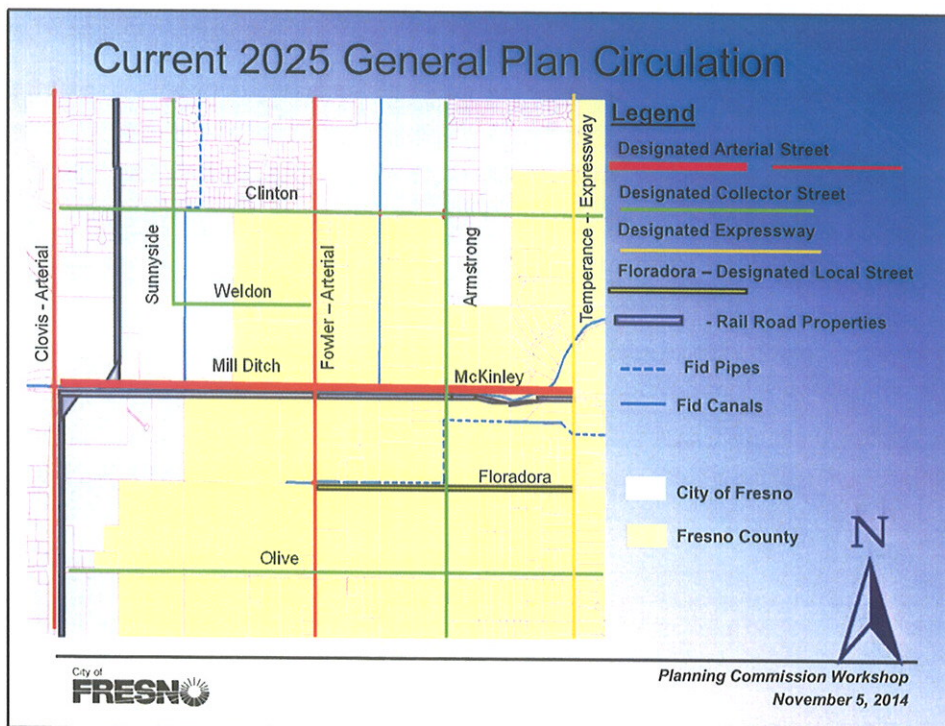 Current 2025 General Plan Circulation
Clinton
Weldon
Mill Ditch
McKinley
Floradora
Olive
Clovis - Arterial
Sunnyside
Fowler – Arterial
Armstrong
Temperance – Expressway
Legend
Designated Arterial Street
Designated Collector Street
Designated Expressway
Floradora – Designated Local Street
- Rail Road Properties
Fid Pipes
Fid Canals
City of Fresno
Fresno County
N
City of
FRESNO
Planning Commission Workshop
November 5, 2014